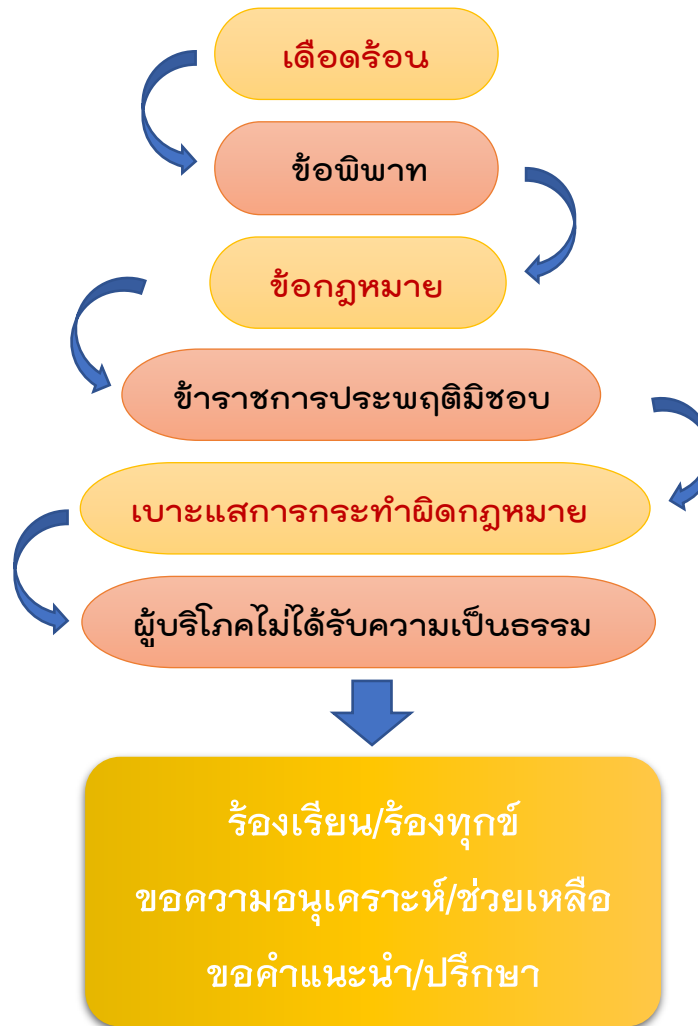 เดือดร้อน
ข้อพิพาท
ข้อกฎหมาย
ข้าราชการประพฤติมิชอบ
เบาะแสการกระทำผิดกฎหมาย
ผู้บริโภคไม่ได้รับความเป็นธรรม
ร้องเรียน/ร้องทุกข์
ขอความอนุเคราะห์/ช่วยเหลือ
ขอคำแนะนำ/ปรึกษา